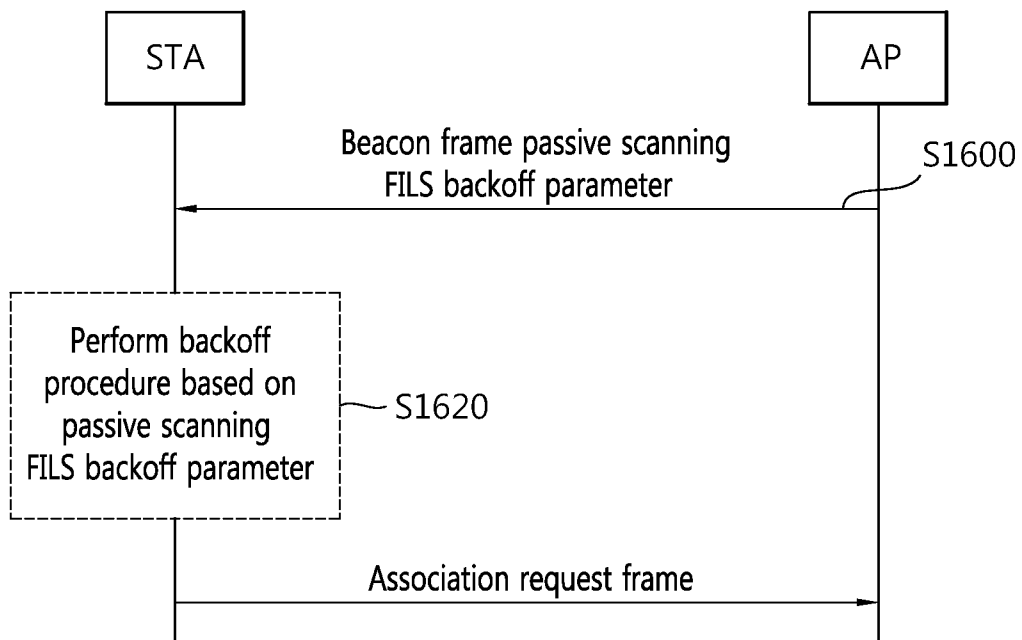 STA
AP
Beacon frame passive scanning
FILS backoff parameter
S1600
Perform backoff
procedure based on
passive scanning
FILS backoff parameter
S1620
Association request frame